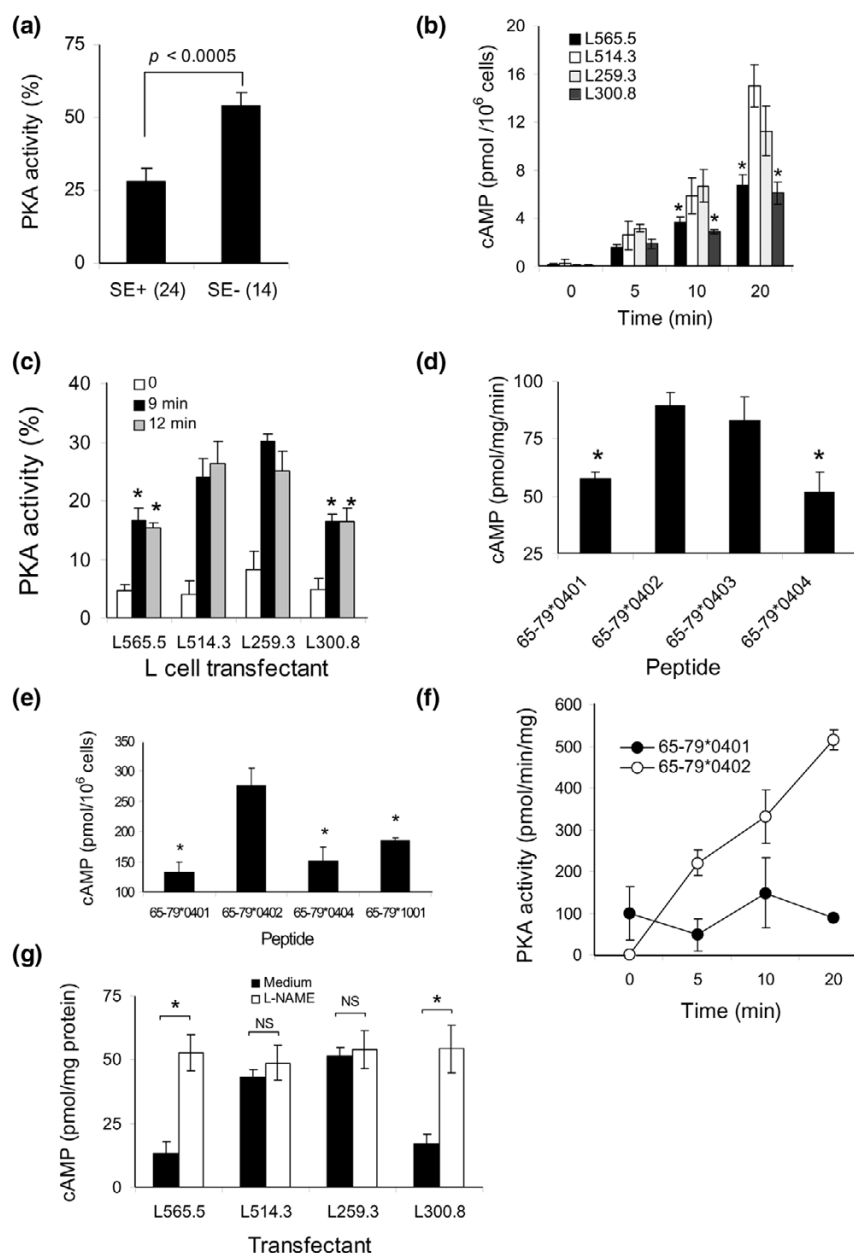 (a)
75
50
25
0
PKA activity (%)
p < 0.0005
SE+ (24) SE- (14)
(b)
L565.5
L514.3
L259.3
L300.8
20
16
12
8
4
0
cAMP (pmol /10⁶ cells)
* * * *
0 5 10 20
Time (min)
(c)
0
9 min
12 min
40
30
20
10
0
PKA activity (%)
* * * *
L565.5 L514.3 L259.3 L300.8
L cell transfectant
(d)
100
75
50
25
cAMP (pmol/mg/min)
* *
65-79*0401 65-79*0402 65-79*0403 65-79*0404
Peptide
(e)
350
300
250
200
150
100
cAMP (pmol/10⁶ cells)
* * *
65-79*0401 65-79*0402 65-79*0404 65-79*1001
Peptide
(f)
600
500
400
300
200
100
0
PKA activity (pmol/min/mg)
65-79*0401
65-79*0402
0 5 10 20
Time (min)
(g)
Medium
L-NAME
75
50
25
0
cAMP (pmol/mg protein)
* NS NS *
L565.5 L514.3 L259.3 L300.8
Transfectant